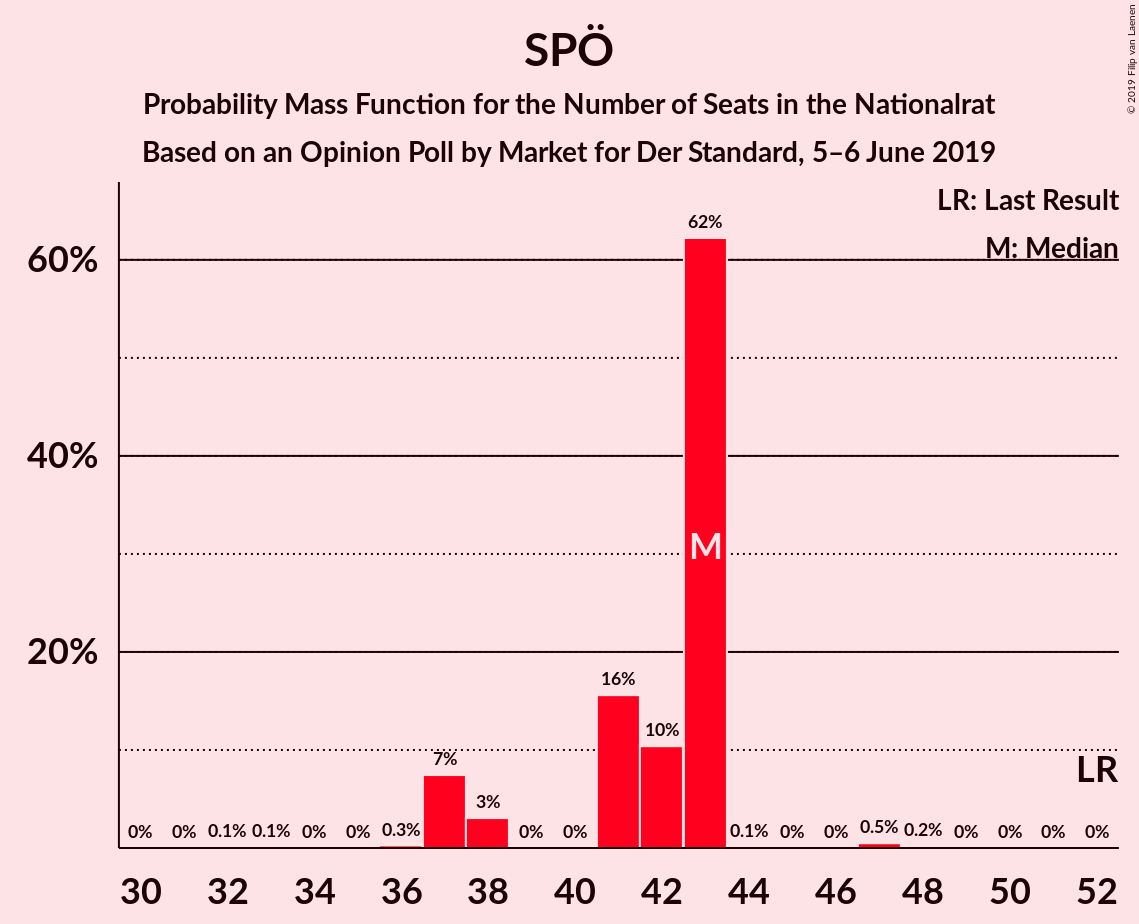 SPÖ
Probability Mass Function for the Number of Seats in the Nationalrat
Based on an Opinion Poll by Market for Der Standard, 5–6 June 2019
© 2019 Filip van Laenen
LR: Last Result
M: Median
60%
40%
20%
0% 0% 0.1% 0.1% 0% 0% 0.3% 7% 3% 0% 0% 16% 10% 62% 0.1% 0% 0% 0.5% 0.2% 0% 0% 0% 0%
M
LR
30 32 34 36 38 40 42 44 46 48 50 52